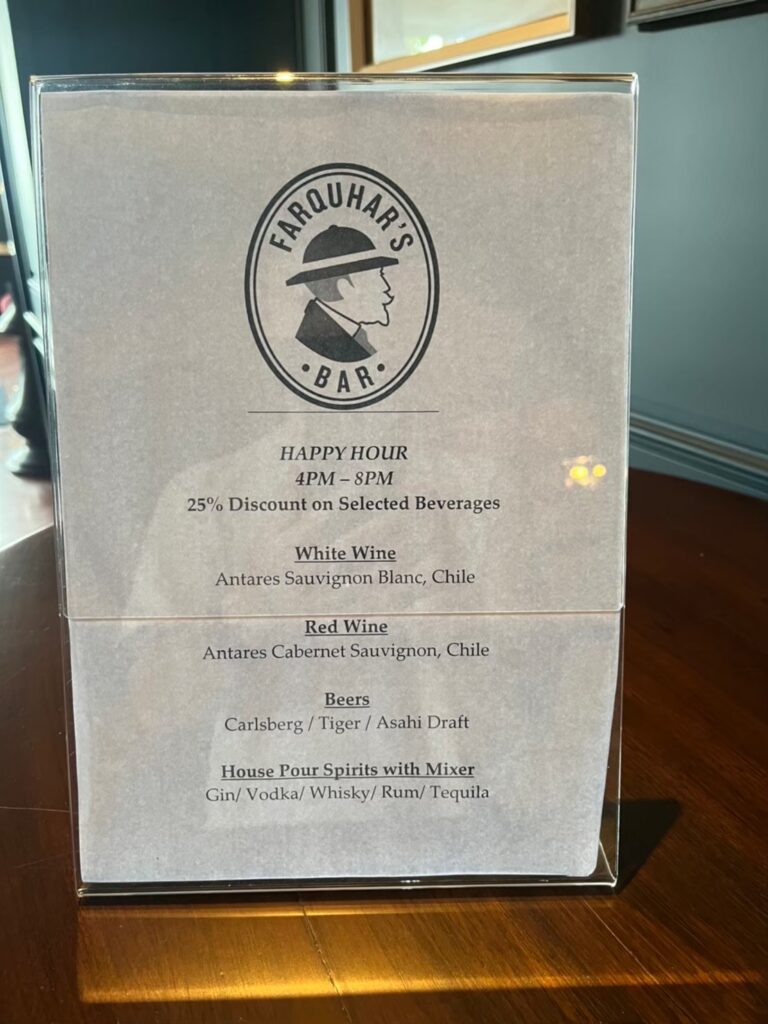 FARQUHAR'S
• BAR •
HAPPY HOUR
4PM – 8PM
25% Discount on Selected Beverages
White Wine
Antares Sauvignon Blanc, Chile
Red Wine
Antares Cabernet Sauvignon, Chile
Beers
Carlsberg / Tiger / Asahi Draft
House Pour Spirits with Mixer
Gin/ Vodka/ Whisky/ Rum/ Tequila